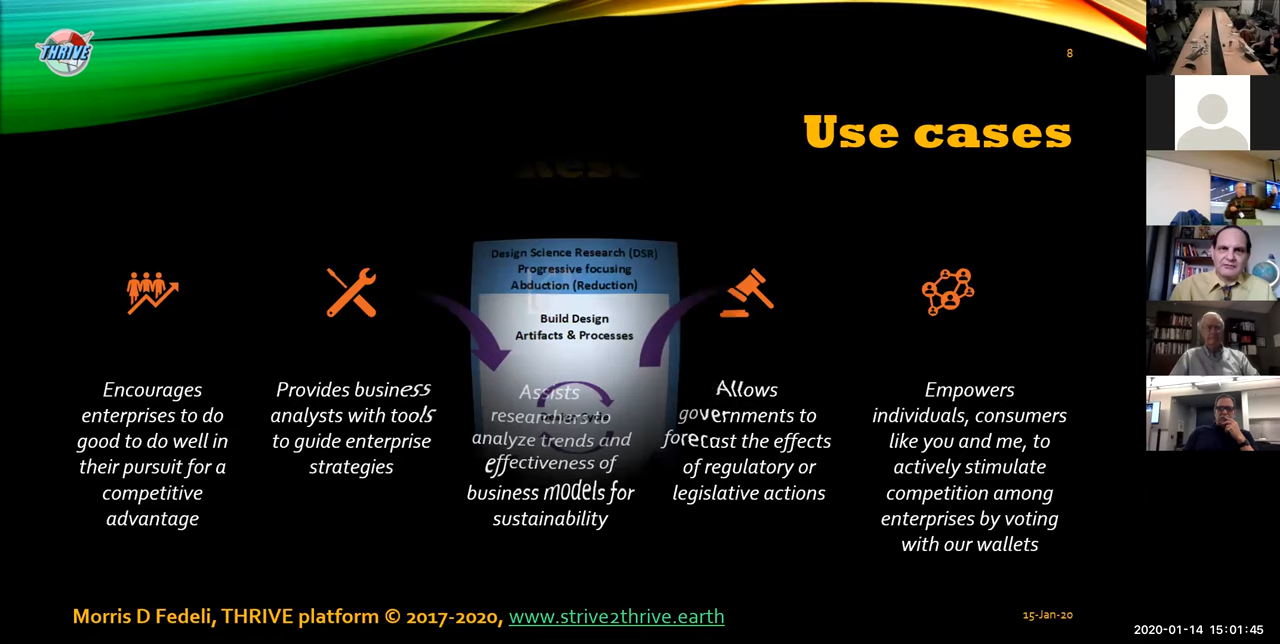 THRIVE
8
Use cases
Design Science Research (DSR)
Progressive focusing
Abduction (Reduction)
Build Design
Artifacts & Processes
Encourages
enterprises to do
good to do well in
their pursuit for a
competitive
advantage
Provides business
analysts with tools
to guide enterprise
strategies
Assists
researchers to
analyze trends and
effectiveness of
business models for
sustainability
Allows
governments to
forecast the effects
of regulatory or
legislative actions
Empowers
individuals, consumers
like you and me, to
actively stimulate
competition among
enterprises by voting
with our wallets
Morris D Fedeli, THRIVE platform © 2017-2020, www.strive2thrive.earth
15-Jan-20
2020-01-14 15:01:45